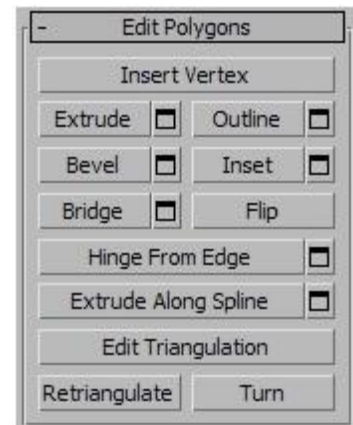 - Edit Polygons
Insert Vertex
Extrude Outline
Bevel Inset
Bridge Flip
Hinge From Edge
Extrude Along Spline
Edit Triangulation
Retriangulate Turn